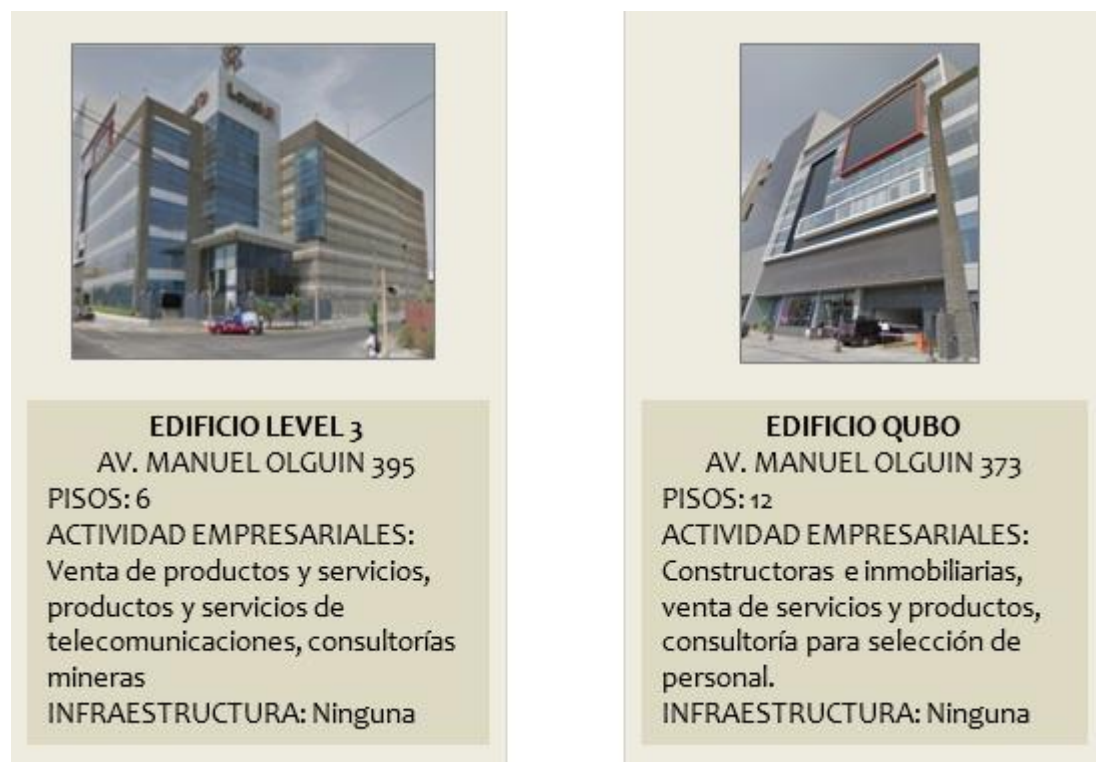 Level 3
EDIFICIO LEVEL 3
AV. MANUEL OLGUIN 395
PISOS: 6
ACTIVIDAD EMPRESARIALES:
Venta de productos y servicios,
productos y servicios de
telecomunicaciones, consultorías
mineras
INFRAESTRUCTURA: Ninguna
EDIFICIO QUBO
AV. MANUEL OLGUIN 373
PISOS: 12
ACTIVIDAD EMPRESARIALES:
Constructoras e inmobiliarias,
venta de servicios y productos,
consultoría para selección de
personal.
INFRAESTRUCTURA: Ninguna